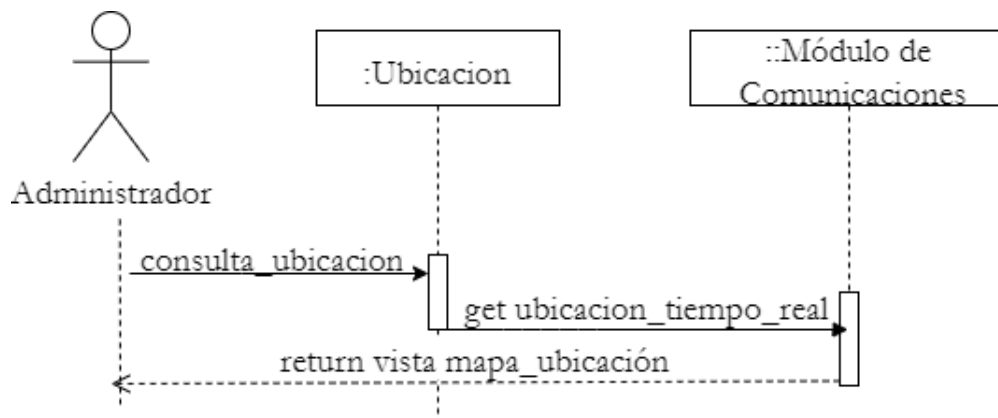 :Ubicacion
::Módulo de
Comunicaciones
Administrador
consulta_ubicacion
get ubicacion_tiempo_real
return vista mapa_ubicación